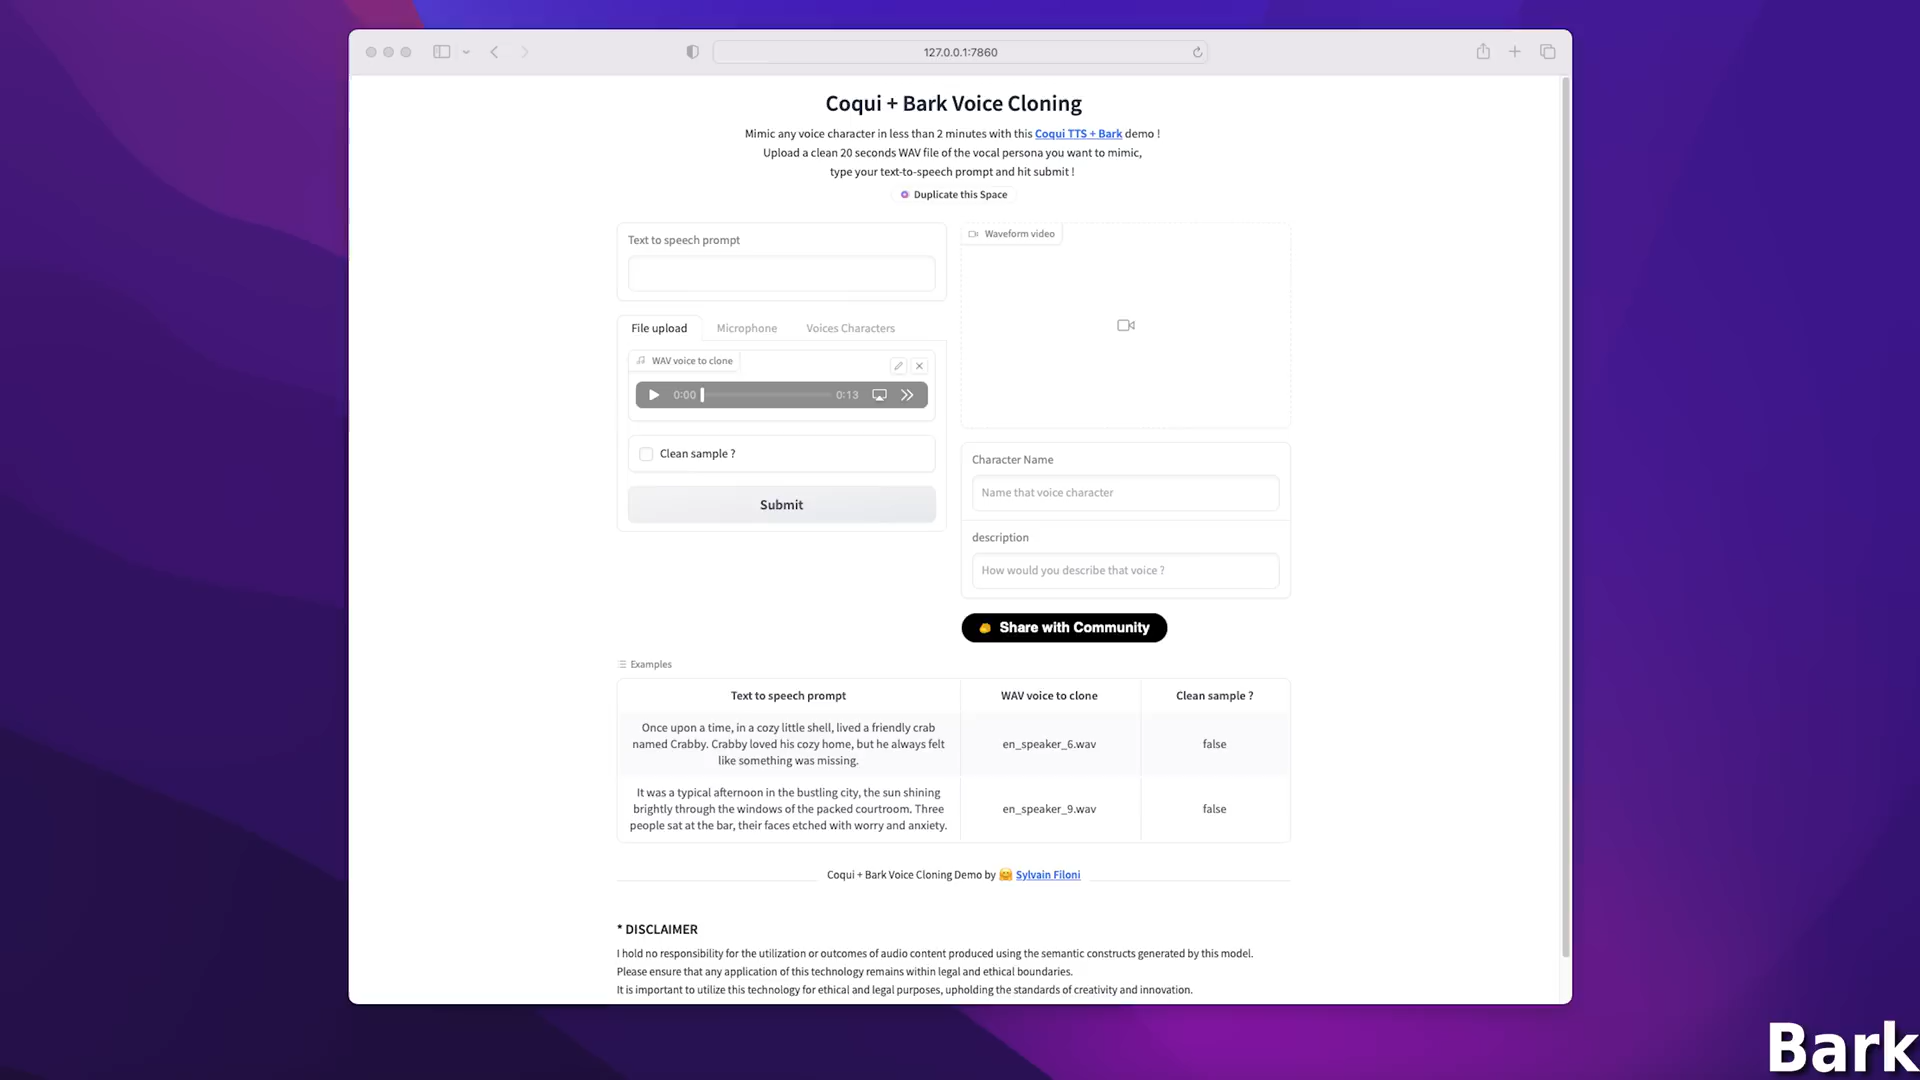 127.0.0.1:7860
Coqui + Bark Voice Cloning
Mimic any voice character in less than 2 minutes with this Coqui TTS + Bark demo !
Upload a clean 20 seconds WAV file of the vocal persona you want to mimic,
type your text-to-speech prompt and hit submit !
Duplicate this Space
Text to speech prompt
File upload
Microphone
Voices Characters
WAV voice to clone
0:00
0:13
Clean sample ?
Submit
Waveform video
Character Name
Name that voice character
description
How would you describe that voice ?
Share with Community
Examples
Text to speech prompt
WAV voice to clone
Clean sample ?
Once upon a time, in a cozy little shell, lived a friendly crab
named Crabby. Crabby loved his cozy home, but he always felt
like something was missing.
en_speaker_6.wav
false
It was a typical afternoon in the bustling city, the sun shining
brightly through the windows of the packed courtroom. Three
people sat at the bar, their faces etched with worry and anxiety.
en_speaker_9.wav
false
Coqui + Bark Voice Cloning Demo by 🤗 Sylvain Filoni
* DISCLAIMER
I hold no responsibility for the utilization or outcomes of audio content produced using the semantic constructs generated by this model.
Please ensure that any application of this technology remains within legal and ethical boundaries.
It is important to utilize this technology for ethical and legal purposes, upholding the standards of creativity and innovation.
Bark